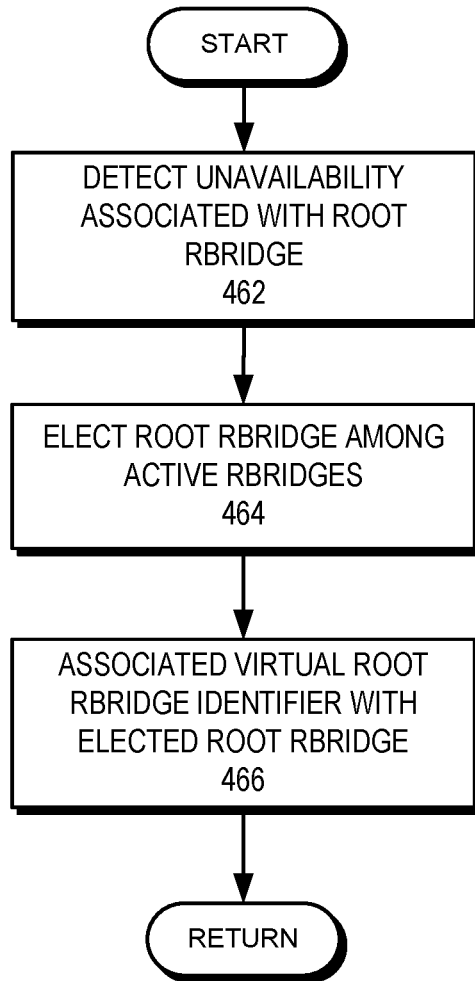 START
DETECT UNAVAILABILITY
ASSOCIATED WITH ROOT
RBRIDGE
462
ELECT ROOT RBRIDGE AMONG
ACTIVE RBRIDGES
464
ASSOCIATED VIRTUAL ROOT
RBRIDGE IDENTIFIER WITH
ELECTED ROOT RBRIDGE
466
RETURN